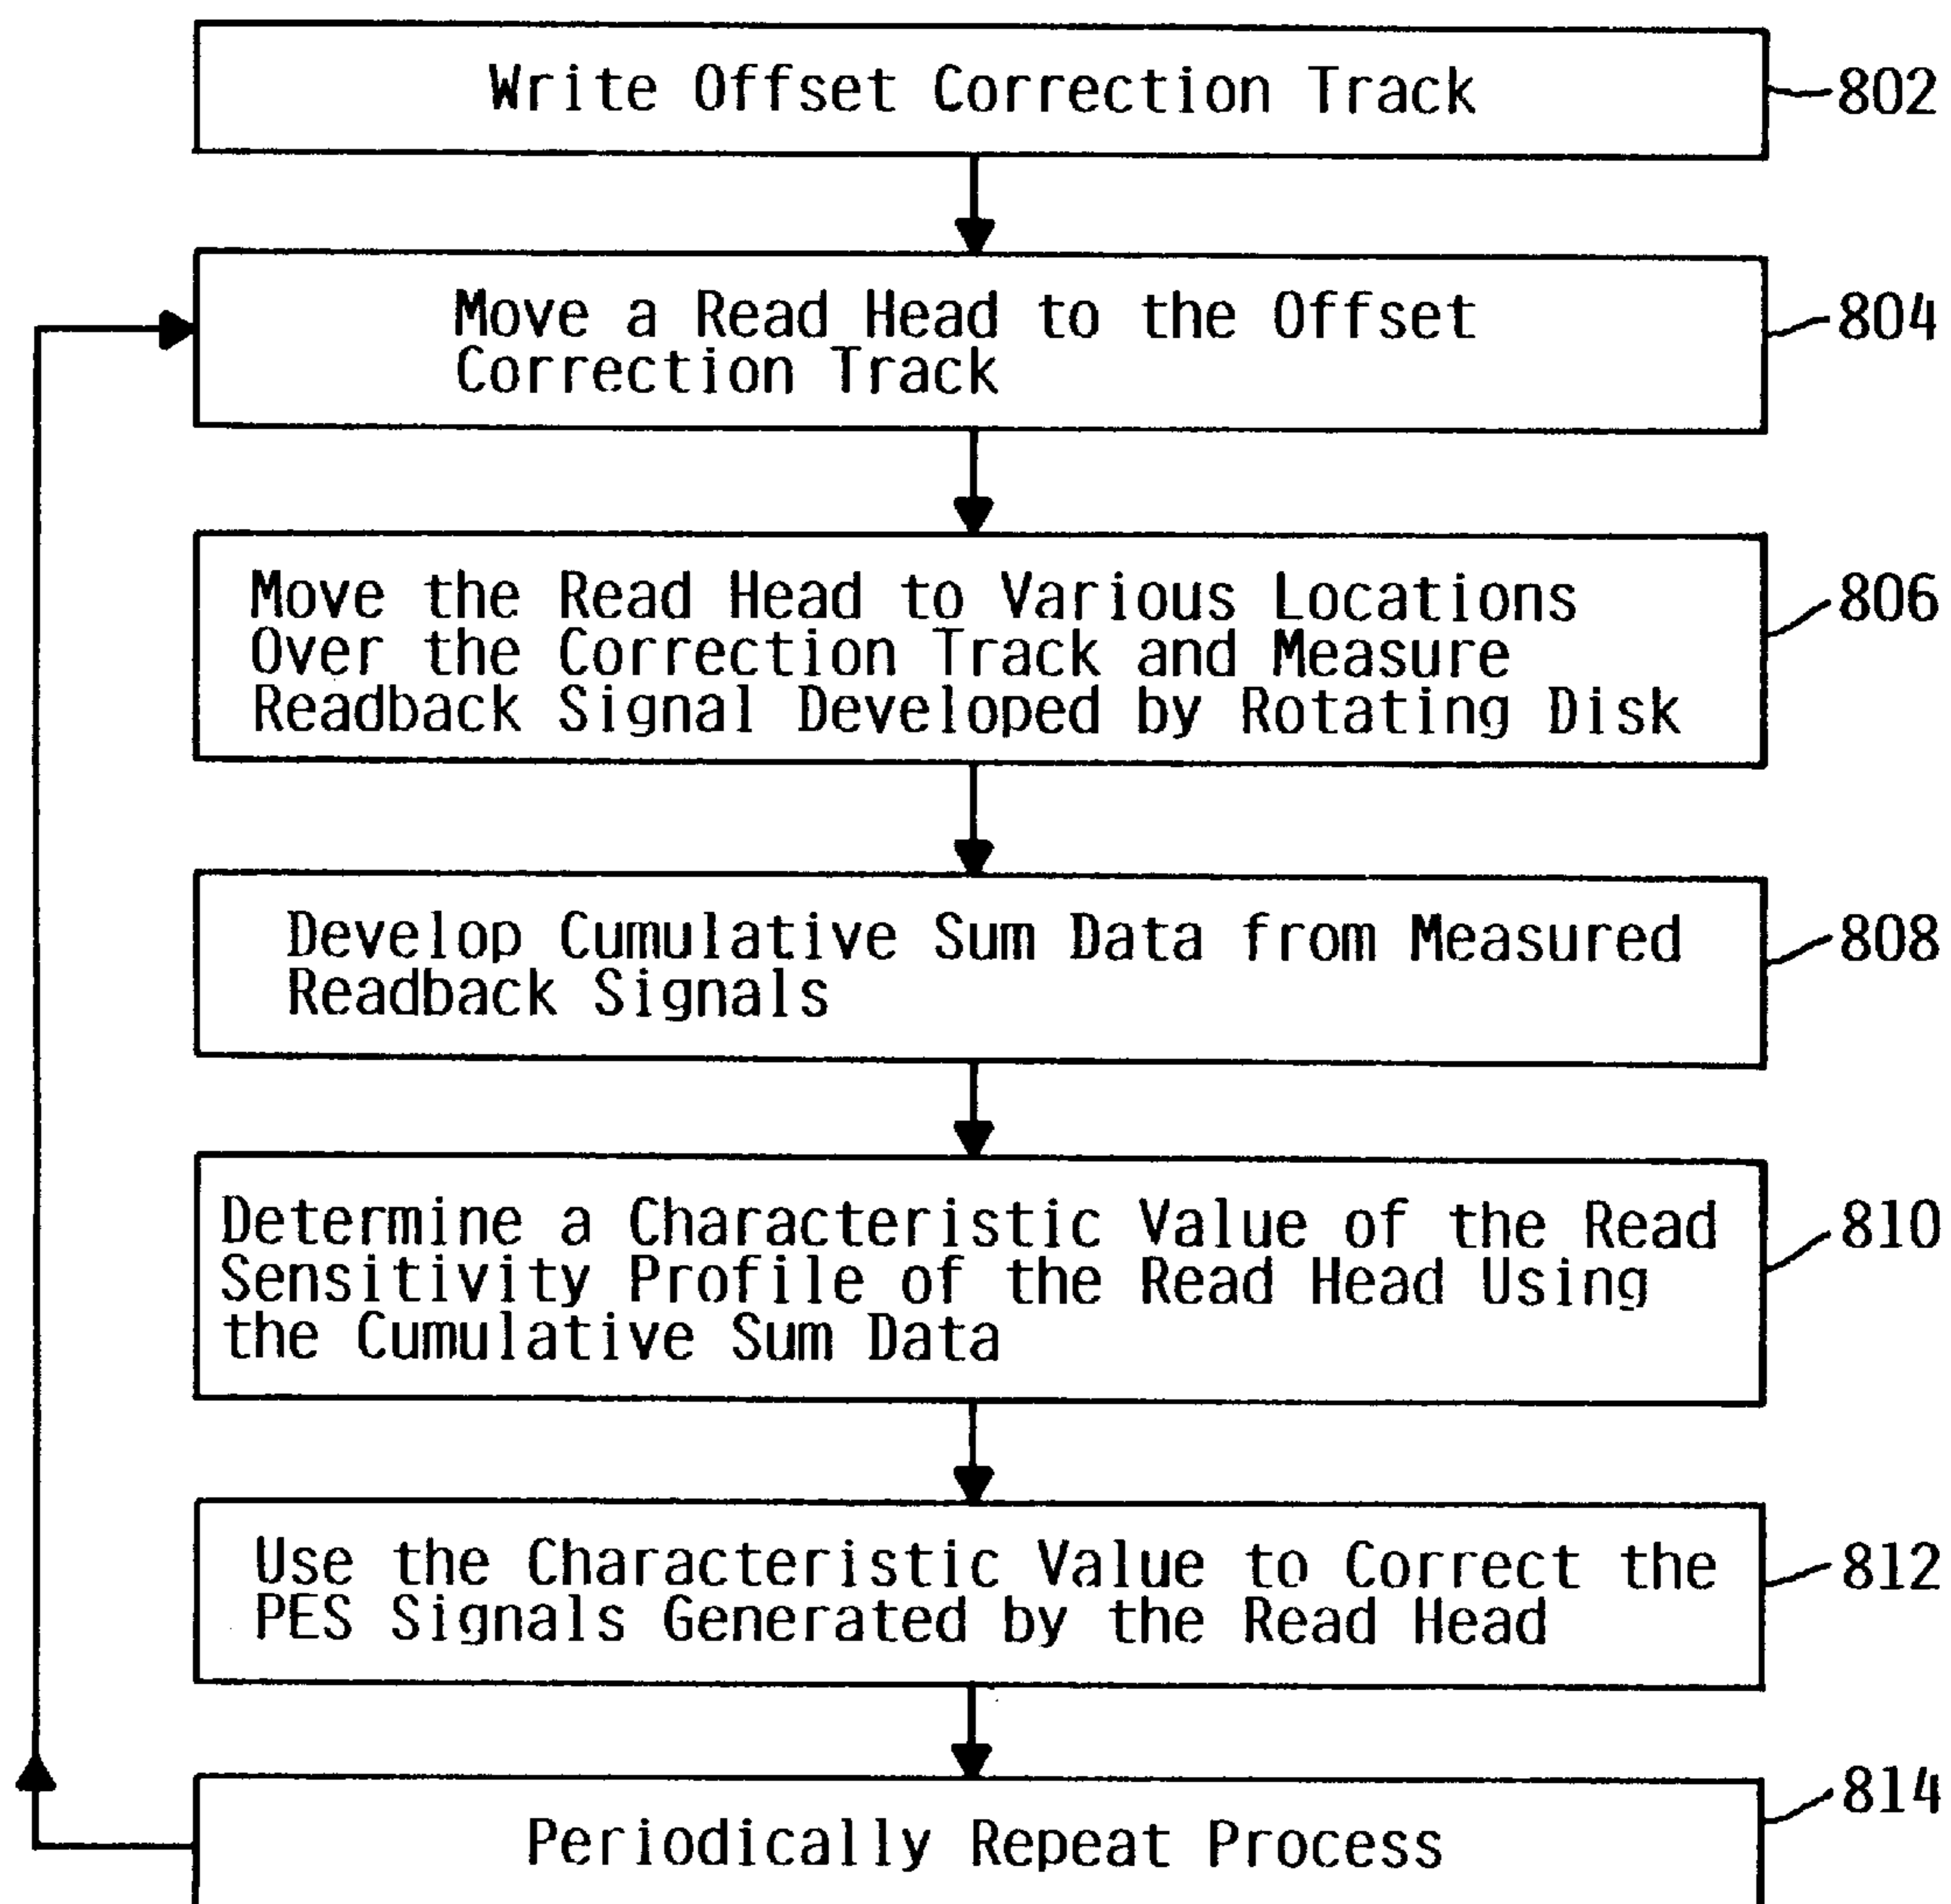 Write Offset Correction Track
802
Move a Read Head to the Offset
Correction Track
804
Move the Read Head to Various Locations
Over the Correction Track and Measure
Readback Signal Developed by Rotating Disk
806
Develop Cumulative Sum Data from Measured
Readback Signals
808
Determine a Characteristic Value of the Read
Sensitivity Profile of the Read Head Using
the Cumulative Sum Data
810
Use the Characteristic Value to Correct the
PES Signals Generated by the Read Head
812
Periodically Repeat Process
814